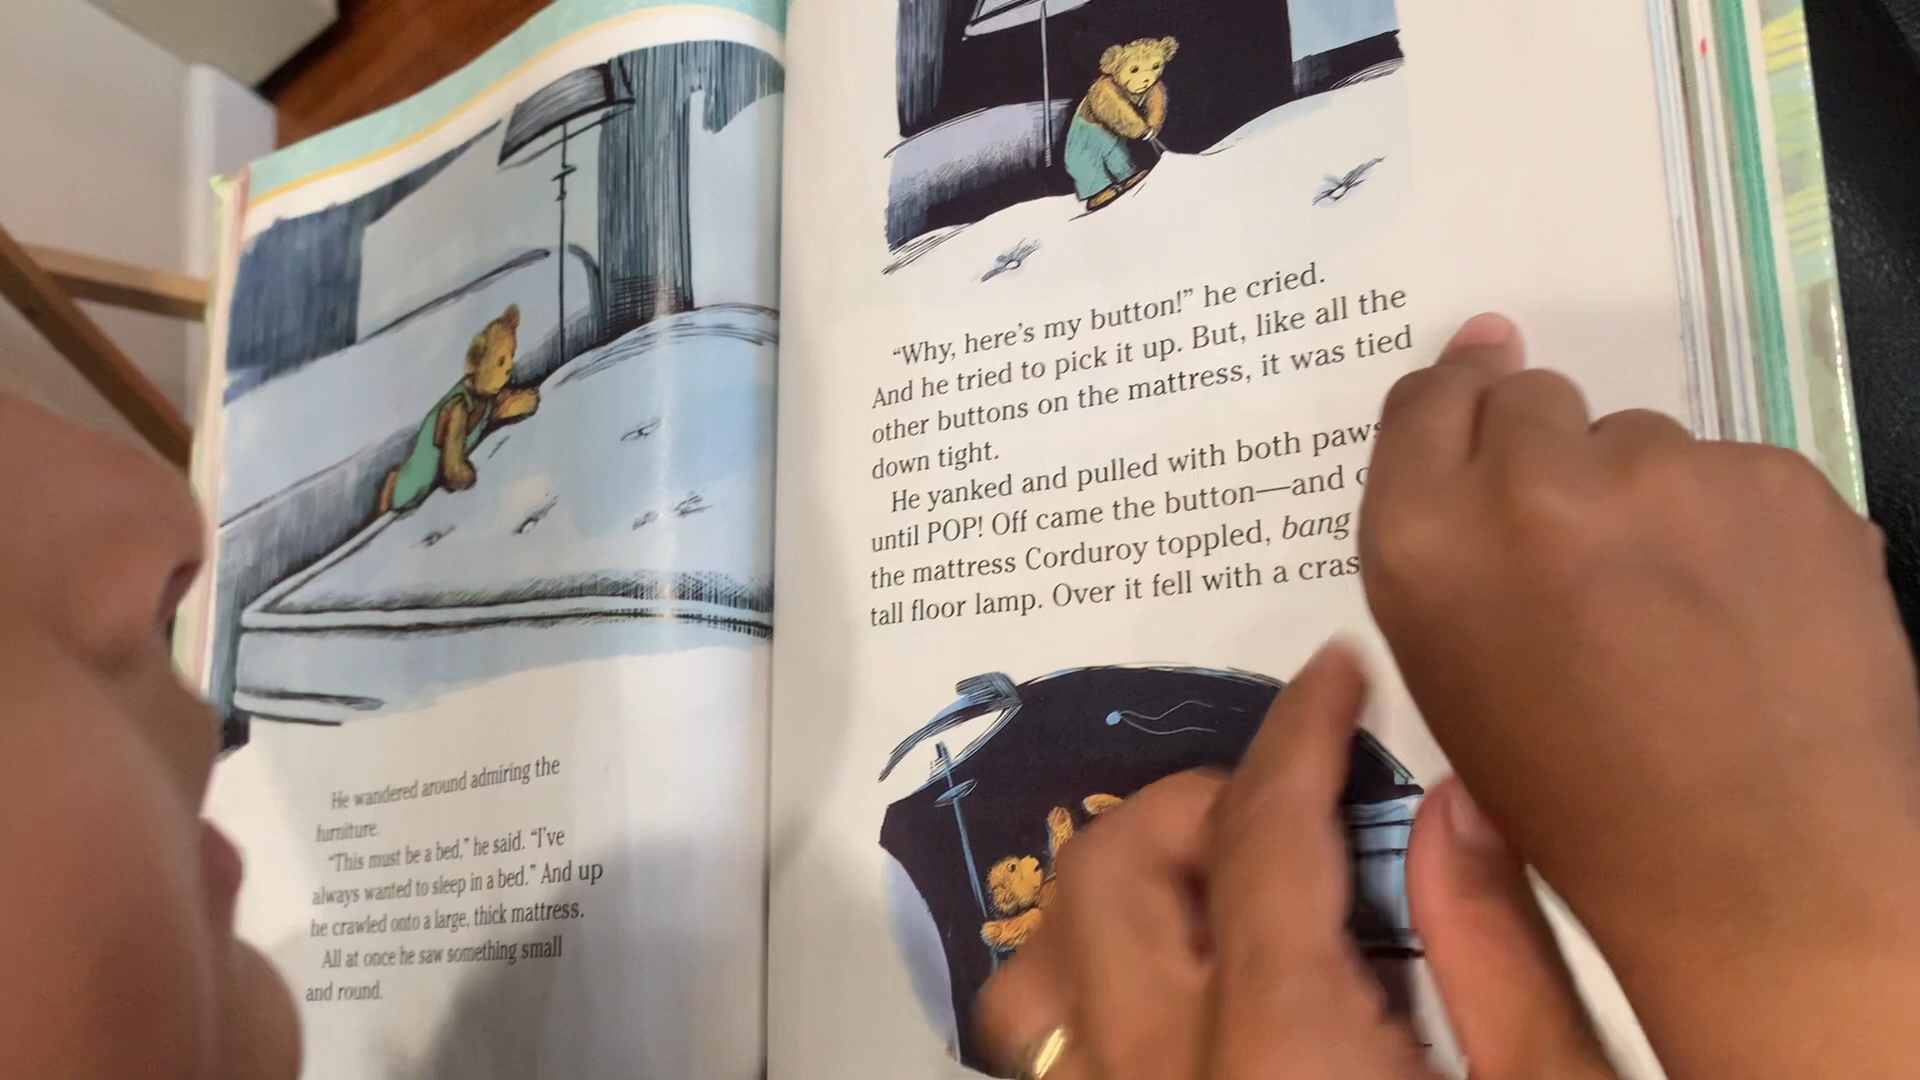 He wandered around admiring the
furniture.
“This must be a bed,” he said. “I’ve
always wanted to sleep in a bed.” And up
he crawled onto a large, thick mattress.
All at once he saw something small
and round.
“Why, here’s my button!” he cried.
And he tried to pick it up. But, like all the
other buttons on the mattress, it was tied
down tight.
He yanked and pulled with both paws
until POP! Off came the button—and
the mattress Corduroy toppled, bang
tall floor lamp. Over it fell with a